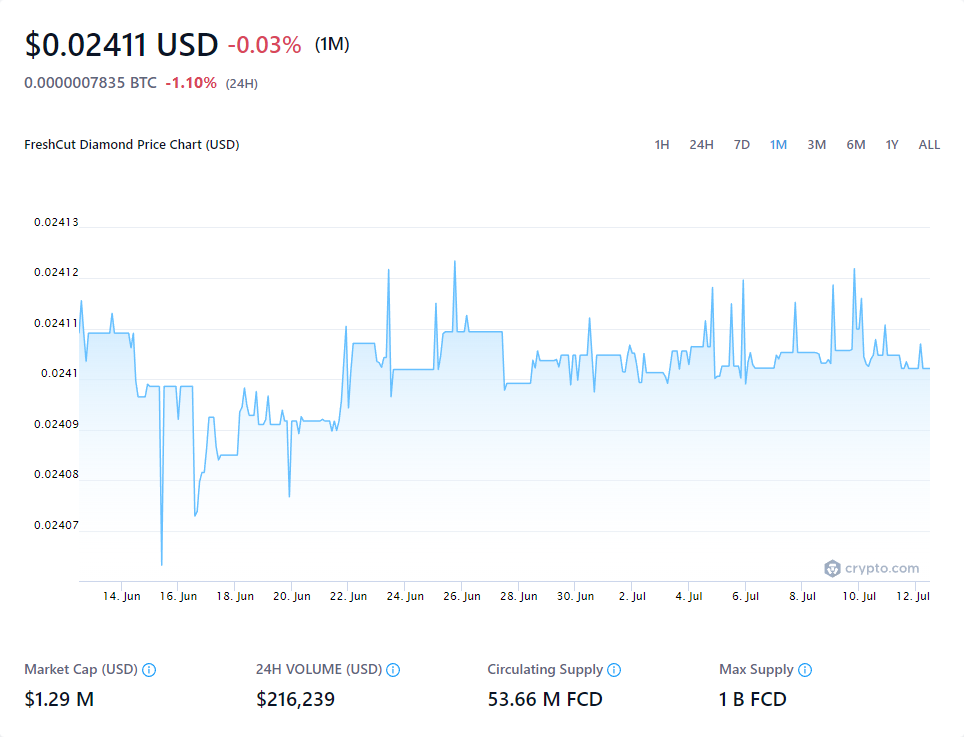 $0.02411 USD -0.03% (1M)
0.0000007835 BTC -1.10% (24H)
FreshCut Diamond Price Chart (USD)
1H 24H 7D 1M 3M 6M 1Y ALL
0.02413
0.02412
0.02411
0.0241
0.02409
0.02408
0.02407
crypto.com
14. Jun 16. Jun 18. Jun 20. Jun 22. Jun 24. Jun 26. Jun 28. Jun 30. Jun 2. Jul 4. Jul 6. Jul 8. Jul 10. Jul 12. Jul
Market Cap (USD) 24H VOLUME (USD) Circulating Supply Max Supply
$1.29 M $216,239 53.66 M FCD 1 B FCD